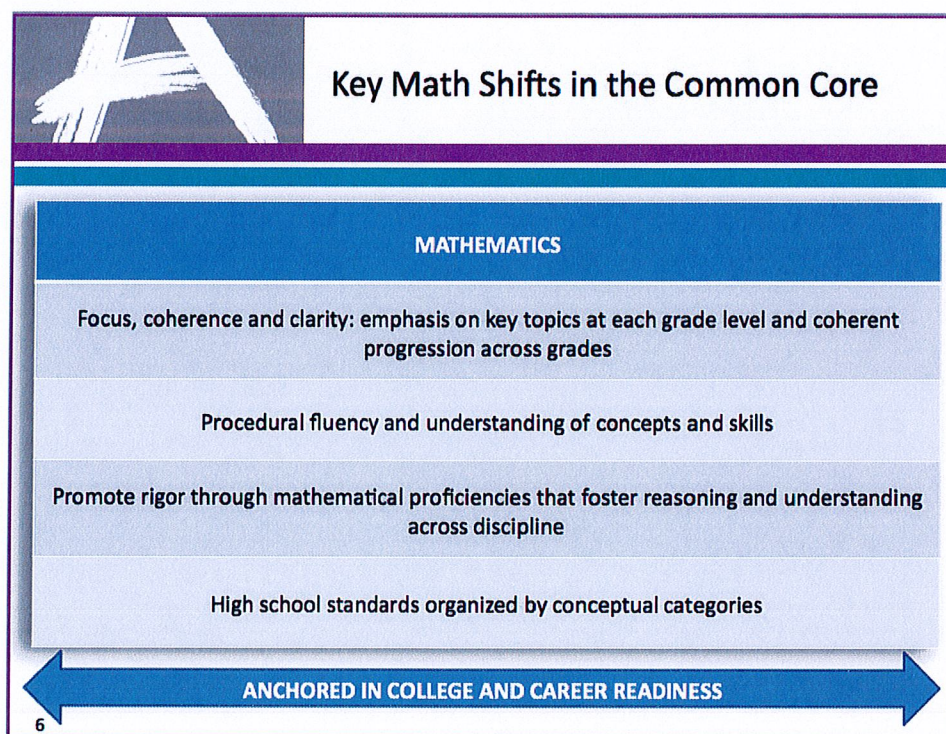 Key Math Shifts in the Common Core
MATHEMATICS
Focus, coherence and clarity: emphasis on key topics at each grade level and coherent
progression across grades
Procedural fluency and understanding of concepts and skills
Promote rigor through mathematical proficiencies that foster reasoning and understanding
across discipline
High school standards organized by conceptual categories
ANCHORED IN COLLEGE AND CAREER READINESS
6